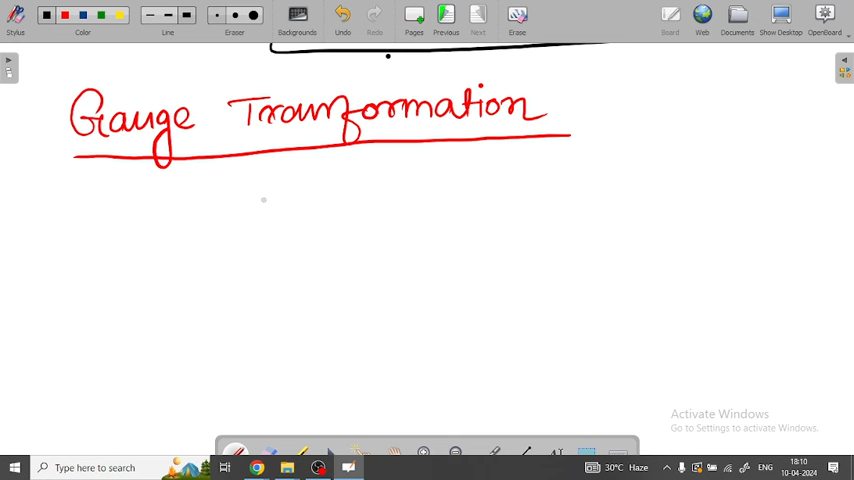 Stylus
Color
Line
Eraser
Backgrounds
Undo
Redo
Pages
Previous
Next
Erase
Board
Web
Documents
Show Desktop
OpenBoard
Gauge Transformation
Activate Windows
Go to Settings to activate Windows.
Type here to search
30°C Haze
ENG
18:10
10-04-2024